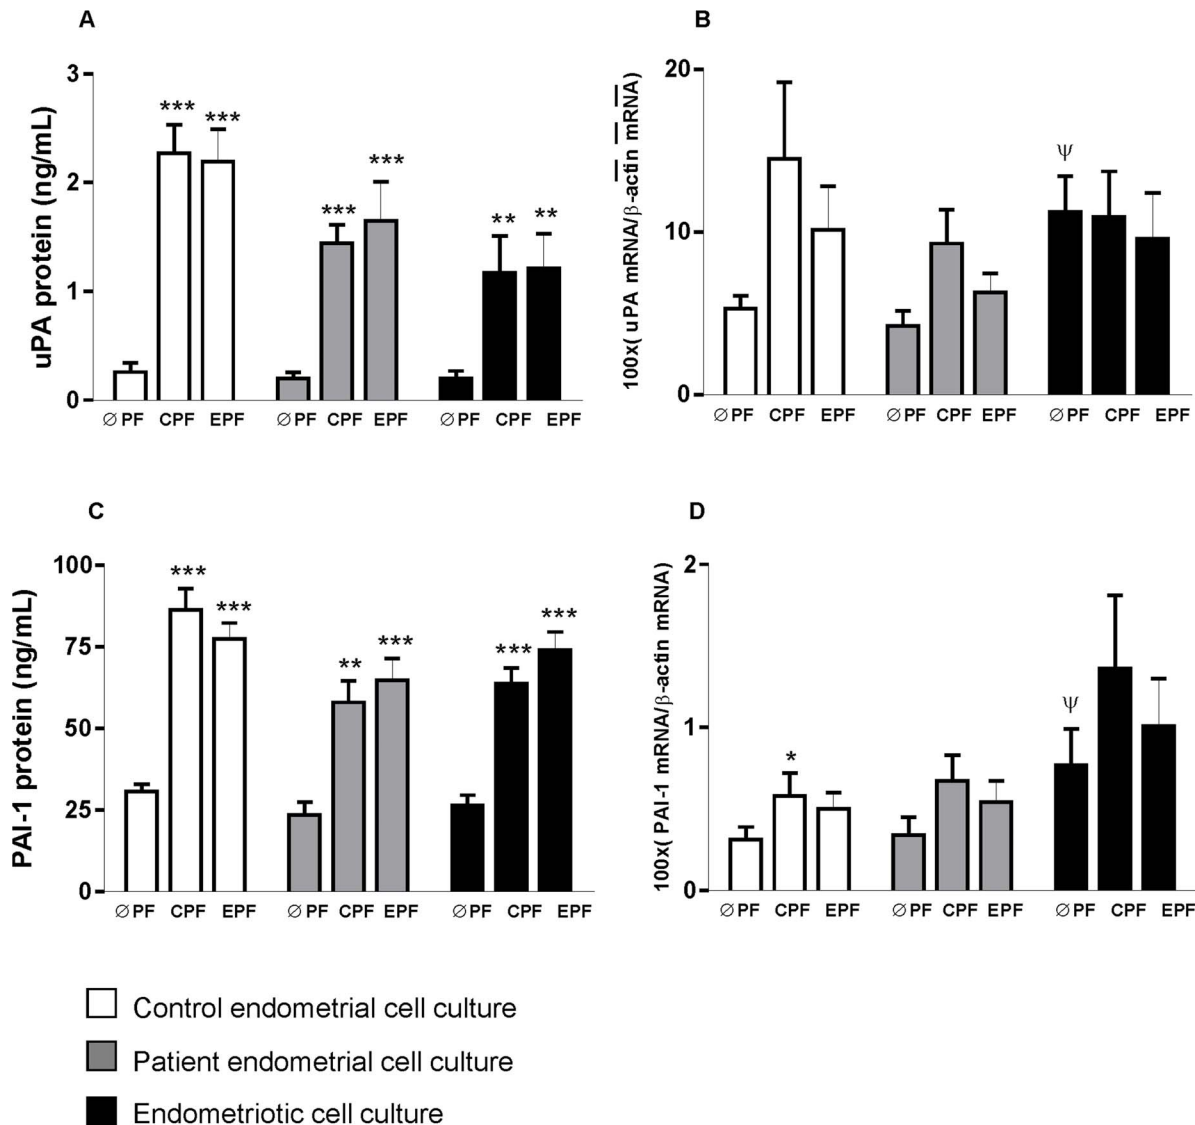 A
uPA protein (ng/mL)
3
2
1
0
*** ***
*** ***
** **
∅ PF CPF EPF ∅ PF CPF EPF ∅ PF CPF EPF
B
100x( uPA mRNA/β-actin mRNA)
20
10
0
ψ
∅ PF CPF EPF ∅ PF CPF EPF ∅ PF CPF EPF
C
PAI-1 protein (ng/mL)
100
75
50
25
0
*** ***
** ***
*** ***
∅ PF CPF EPF ∅ PF CPF EPF ∅ PF CPF EPF
D
100x( PAI-1 mRNA/β-actin mRNA)
2
1
0
*
ψ
∅ PF CPF EPF ∅ PF CPF EPF ∅ PF CPF EPF
Control endometrial cell culture
Patient endometrial cell culture
Endometriotic cell culture